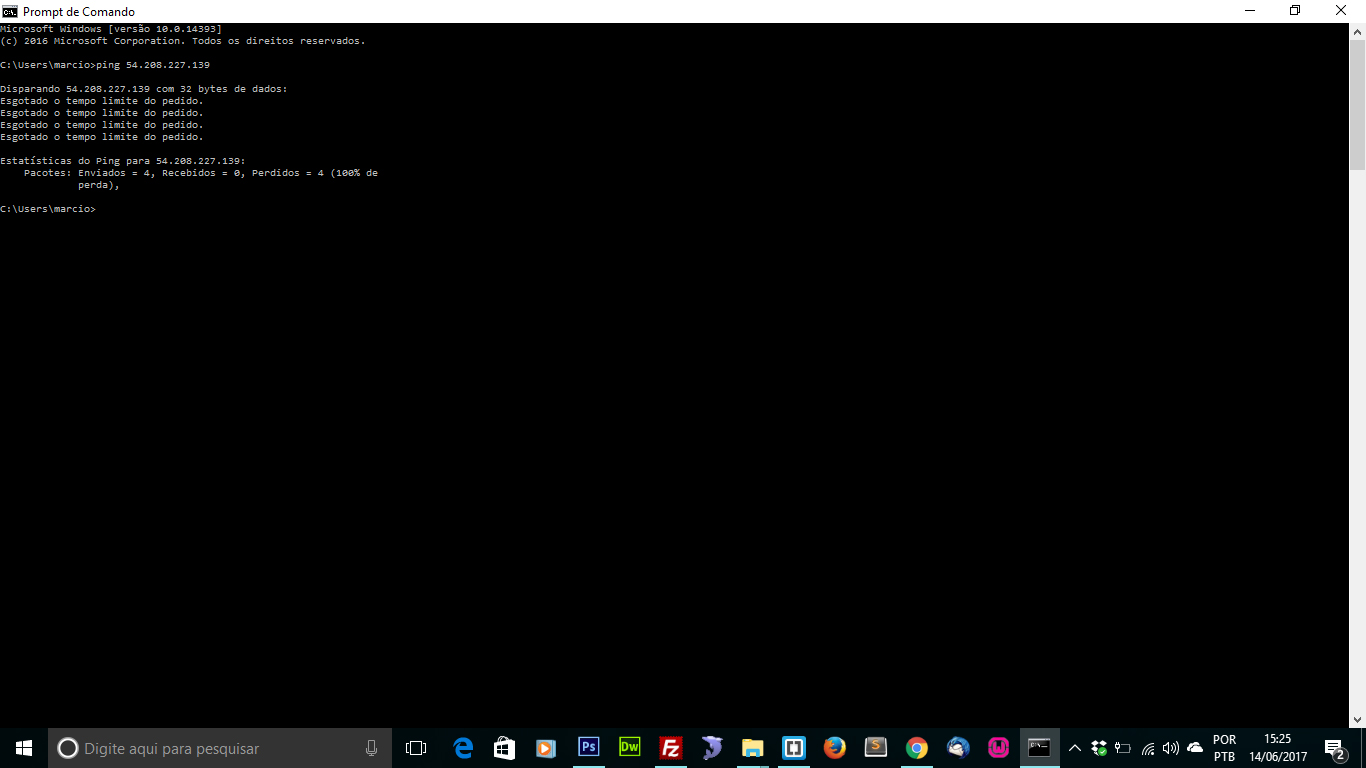 Prompt de Comando
Microsoft Windows [versão 10.0.14393]
(c) 2016 Microsoft Corporation. Todos os direitos reservados.
C:\Users\marcio>ping 54.208.227.139
Disparando 54.208.227.139 com 32 bytes de dados:
Esgotado o tempo limite do pedido.
Esgotado o tempo limite do pedido.
Esgotado o tempo limite do pedido.
Esgotado o tempo limite do pedido.
Estatísticas do Ping para 54.208.227.139:
Pacotes: Enviados = 4, Recebidos = 0, Perdidos = 4 (100% de
perda),
C:\Users\marcio>
Digite aqui para pesquisar
Ps
Dw
Fz
S
POR
PTB
15:25
14/06/2017
2